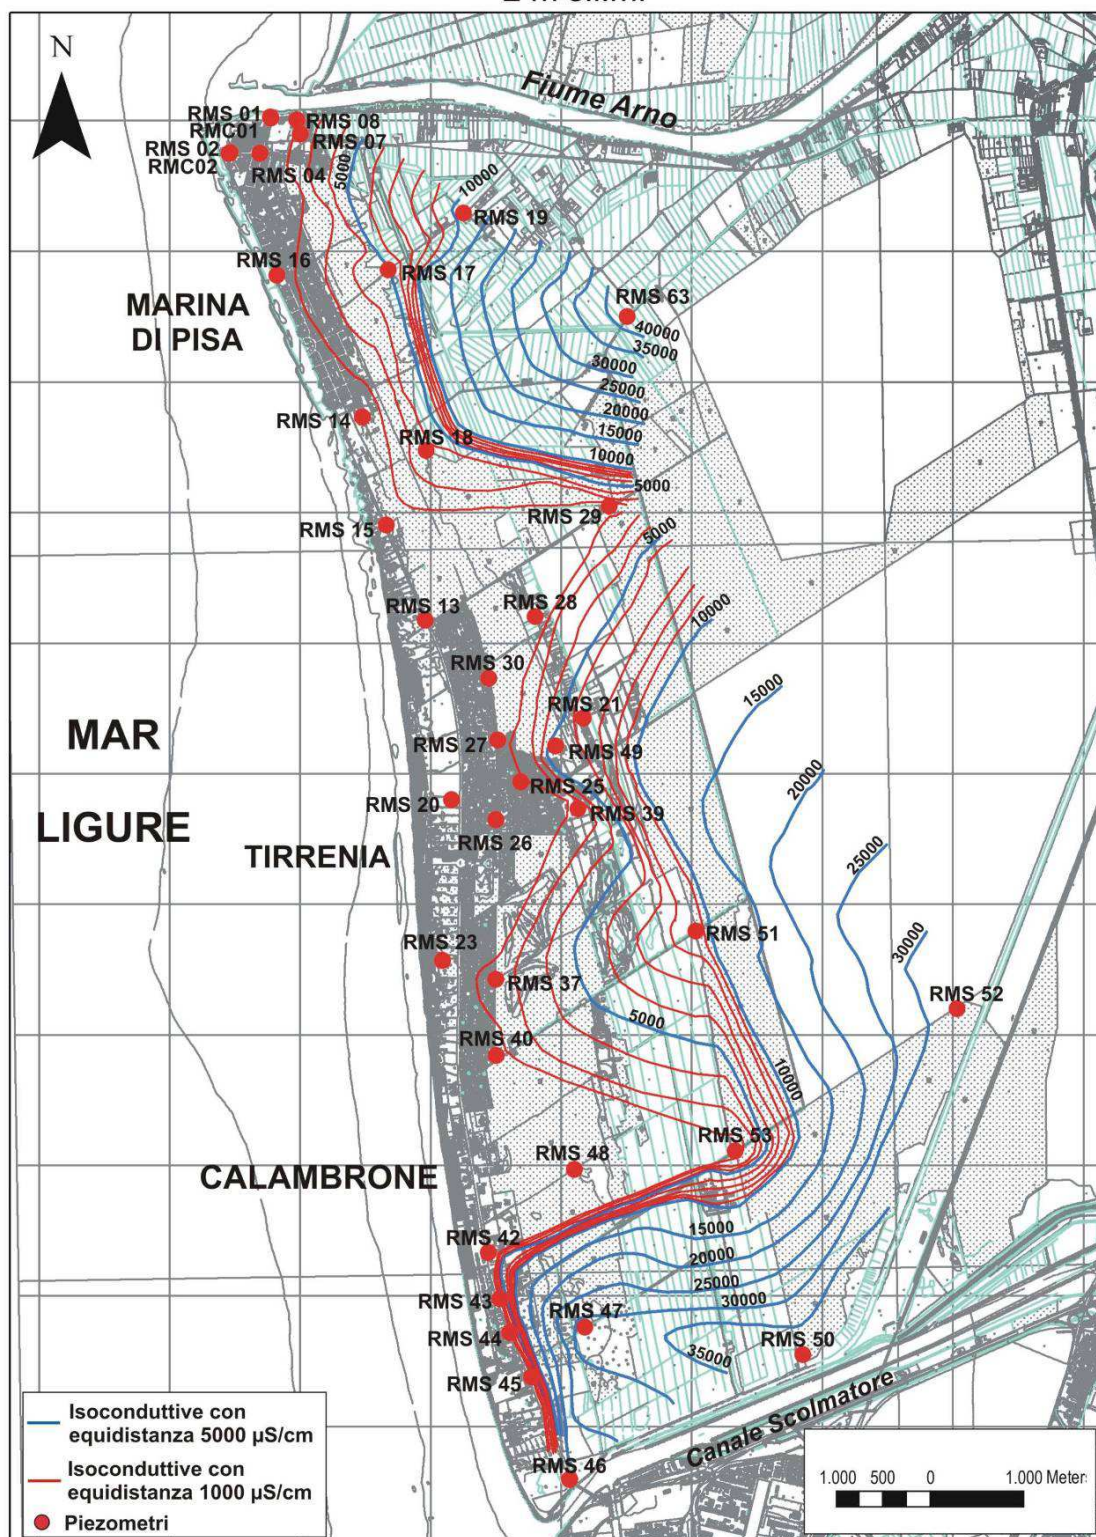 N
Fiume Arno
RMS 01
RMC01
RMS 08
RMS 07
RMS 02
RMC02
RMS 04
5000
10000
RMS 19
RMS 16
RMS 17
MARINA
DI PISA
RMS 63
40000
35000
30000
25000
20000
15000
10000
5000
RMS 14
RMS 18
RMS 29
RMS 15
5000
RMS 13
RMS 28
10000
RMS 30
15000
MAR
LIGURE
RMS 21
RMS 27
RMS 49
20000
RMS 25
RMS 20
RMS 39
RMS 26
TIRRENIA
25000
RMS 23
RMS 51
30000
RMS 37
RMS 52
5000
RMS 40
10000
RMS 53
RMS 48
CALAMBRONE
RMS 42
15000
20000
25000
30000
RMS 43
RMS 47
RMS 44
RMS 50
35000
RMS 45
Canale Scolmatore
RMS 46
Isoconduttive con
equidistanza 5000 µS/cm
Isoconduttive con
equidistanza 1000 µS/cm
Piezometri
1.000 500 0 1.000 Meters